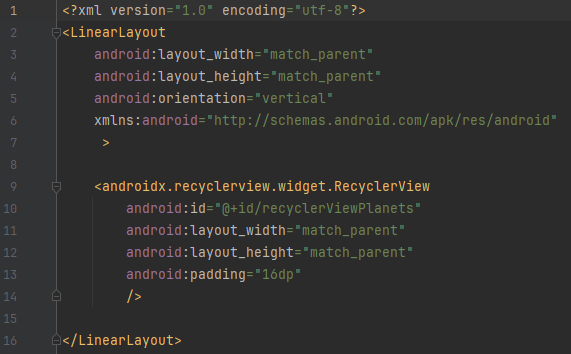 1 <?xml version="1.0" encoding="utf-8"?>
2 <LinearLayout
3 android:layout_width="match_parent"
4 android:layout_height="match_parent"
5 android:orientation="vertical"
6 xmlns:android="http://schemas.android.com/apk/res/android"
7 >
8
9 <androidx.recyclerview.widget.RecyclerView
10 android:id="@+id/recyclerViewPlanets"
11 android:layout_width="match_parent"
12 android:layout_height="match_parent"
13 android:padding="16dp"
14 />
15
16 </LinearLayout>